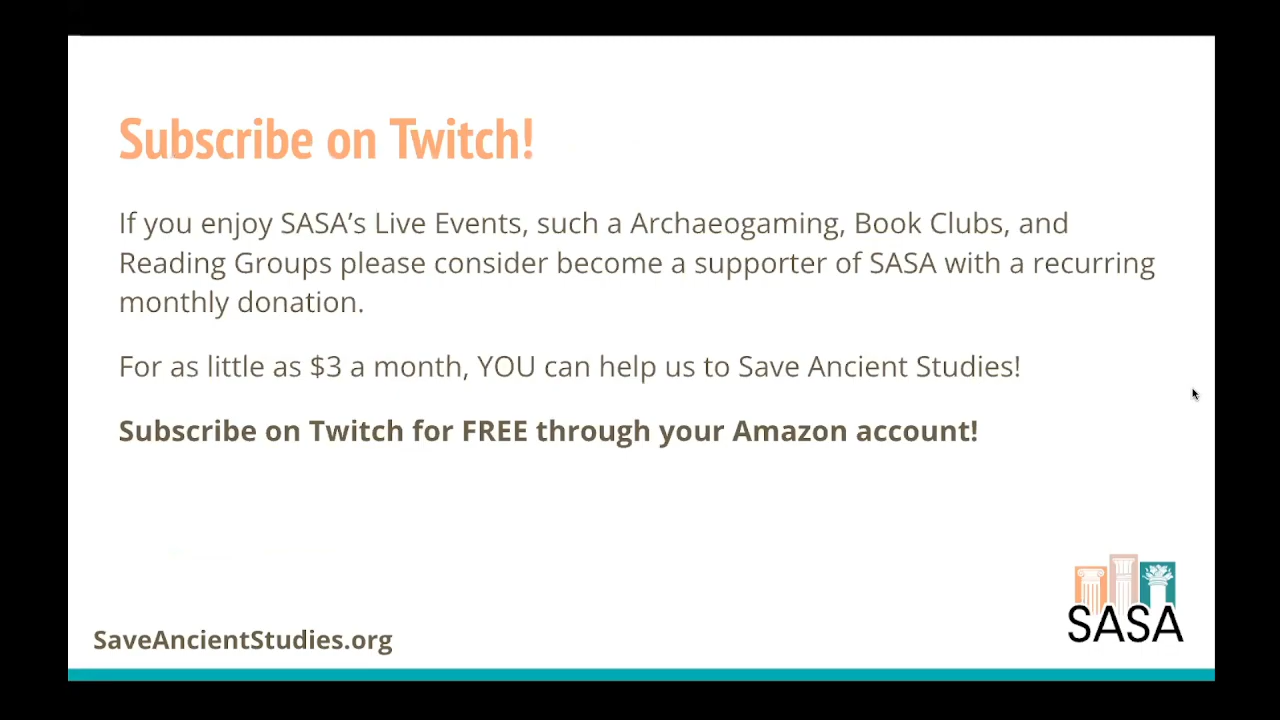 Subscribe on Twitch!
If you enjoy SASA’s Live Events, such a Archaeogaming, Book Clubs, and
Reading Groups please consider become a supporter of SASA with a recurring
monthly donation.
For as little as $3 a month, YOU can help us to Save Ancient Studies!
Subscribe on Twitch for FREE through your Amazon account!
SASA
SaveAncientStudies.org